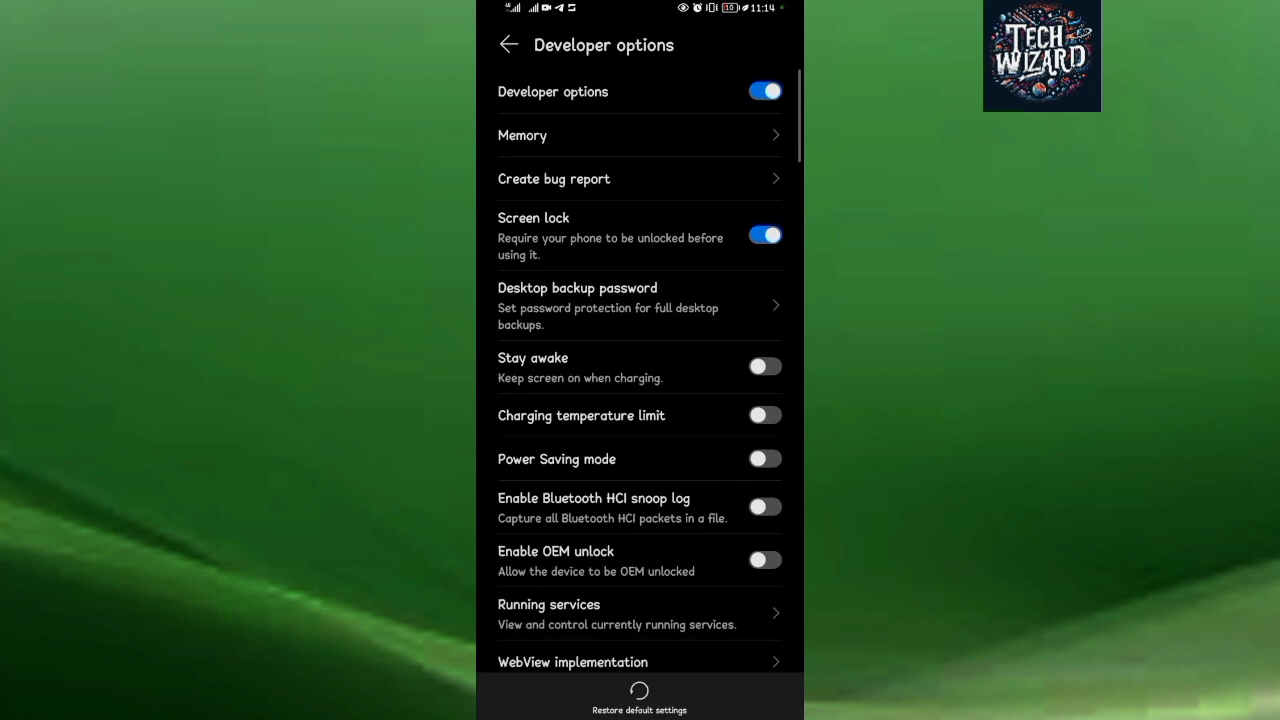 4G 10 11:14
TECH
WIZARD
Developer options
Developer options
Memory
Create bug report
Screen lock
Require your phone to be unlocked before
using it.
Desktop backup password
Set password protection for full desktop
backups.
Stay awake
Keep screen on when charging.
Charging temperature limit
Power Saving mode
Enable Bluetooth HCI snoop log
Capture all Bluetooth HCI packets in a file.
Enable OEM unlock
Allow the device to be OEM unlocked
Running services
View and control currently running services.
WebView implementation
Restore default settings